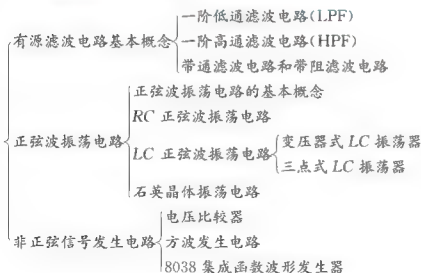 有源滤波电路基本概念
一阶低通滤波电路(LPF)
一阶高通滤波电路(HPF)
带通滤波电路和带阻滤波电路
正弦波振荡电路
正弦波振荡电路的基本概念
RC 正弦波振荡电路
LC 正弦波振荡电路
变压器式 LC 振荡器
三点式 LC 振荡器
石英晶体振荡电路
非正弦信号发生电路
电压比较器
方波发生电路
8038 集成函数波形发生器